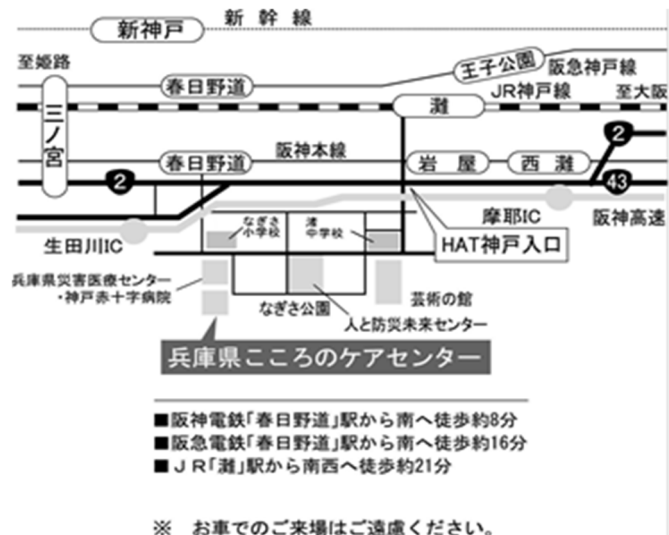 新幹線
新神戸
至姫路
王子公園
阪急神戸線
春日野道
JR神戸線
至大阪
灘
三ノ宮
2
阪神本線
春日野道
岩屋
西灘
2
43
摩耶IC
阪神高速
生田川IC
なぎさ
小学校
渚
中学校
HAT神戸入口
兵庫県災害医療センター
・神戸赤十字病院
なぎさ公園
芸術の館
人と防災未来センター
兵庫県こころのケアセンター
■阪神電鉄「春日野道」駅から南へ徒歩約8分
■阪急電鉄「春日野道」駅から南へ徒歩約16分
■ＪＲ「灘」駅から南西へ徒歩約21分
※　お車でのご来場はご遠慮ください。